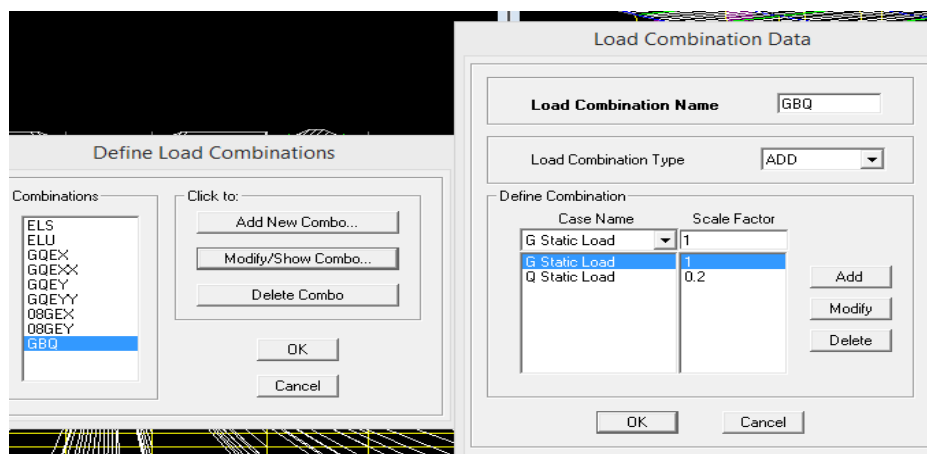 Define Load Combinations
Combinations
ELS
ELU
GQEX
GQEXX
GQEY
GQEYY
08GEX
08GEY
GBQ
Click to:
Add New Combo...
Modify/Show Combo...
Delete Combo
OK
Cancel
Load Combination Data
Load Combination Name GBQ
Load Combination Type ADD
Define Combination
Case Name Scale Factor
G Static Load 1
G Static Load 1
Q Static Load 0.2
Add
Modify
Delete
OK Cancel